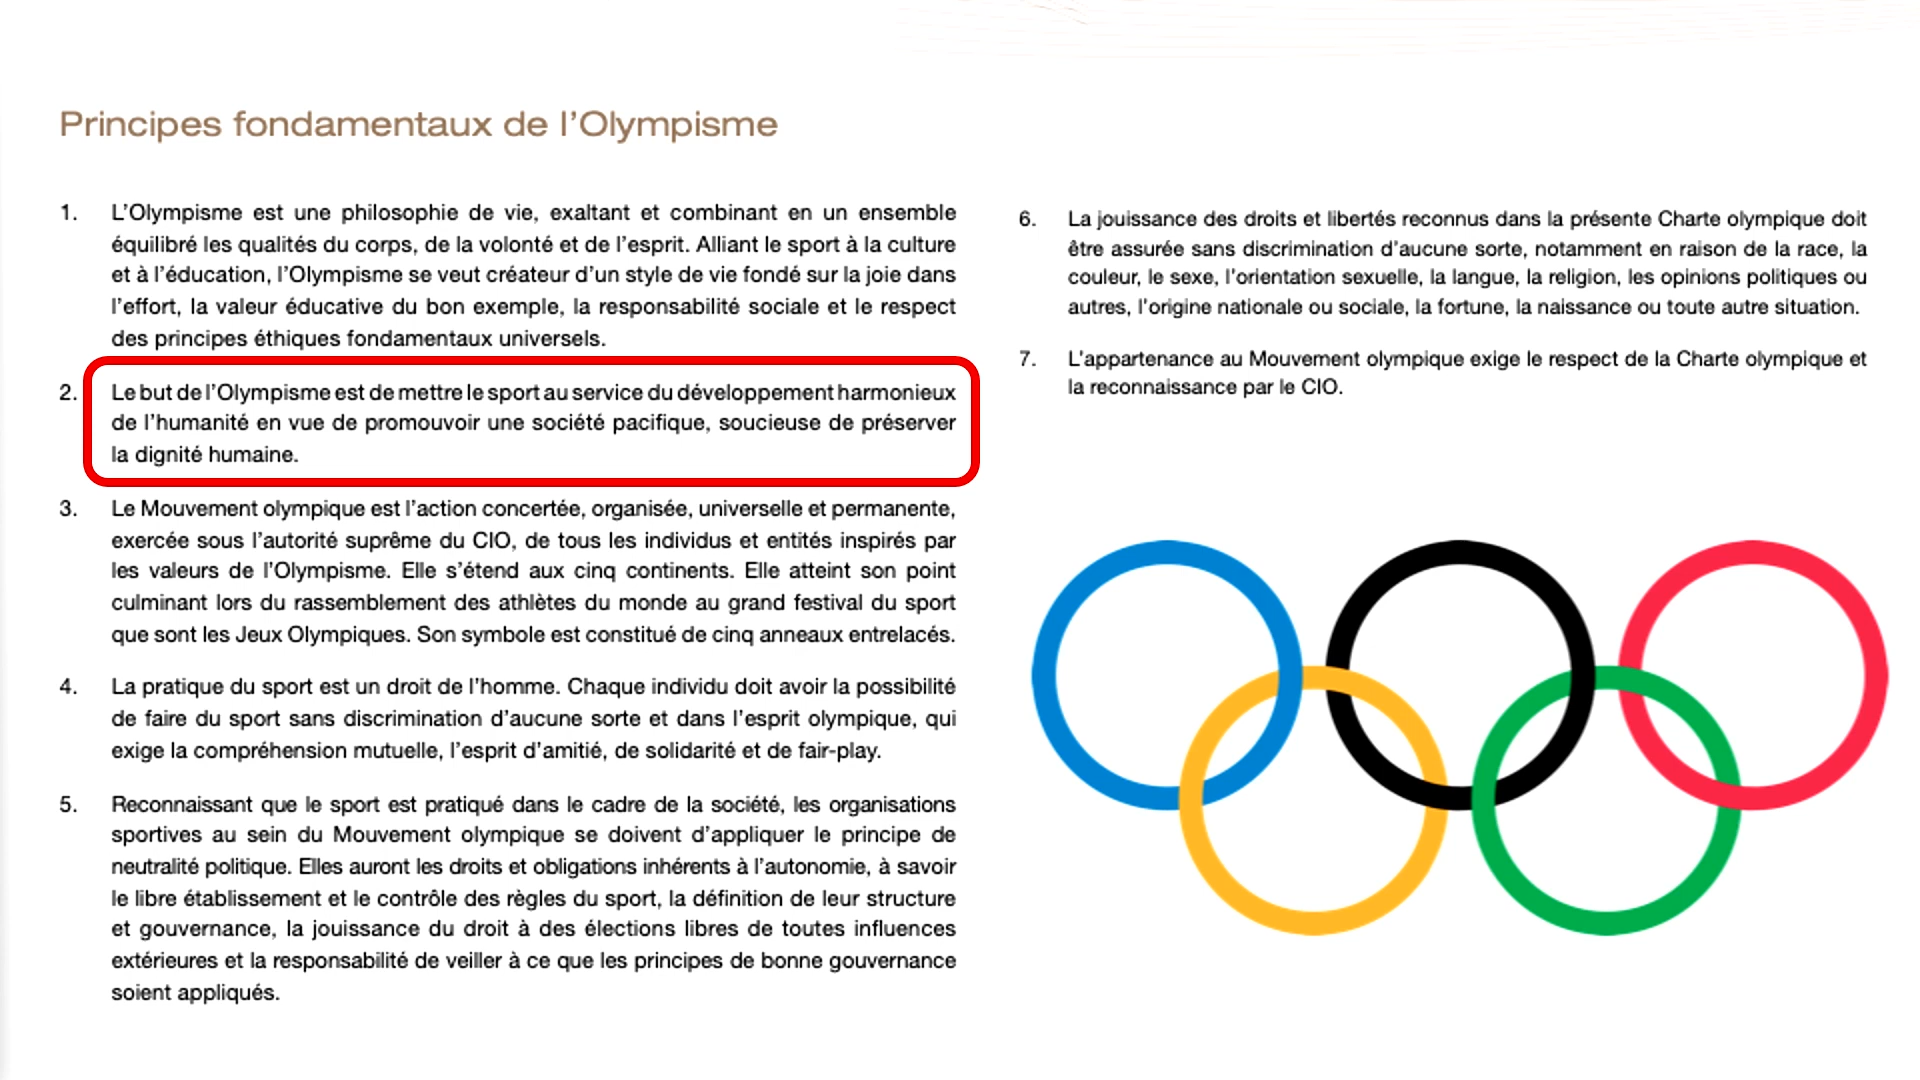 Principes fondamentaux de l’Olympisme
1. L’Olympisme est une philosophie de vie, exaltant et combinant en un ensemble
équilibré les qualités du corps, de la volonté et de l’esprit. Alliant le sport à la culture
et à l’éducation, l’Olympisme se veut créateur d’un style de vie fondé sur la joie dans
l’effort, la valeur éducative du bon exemple, la responsabilité sociale et le respect
des principes éthiques fondamentaux universels.
2. Le but de l’Olympisme est de mettre le sport au service du développement harmonieux
de l’humanité en vue de promouvoir une société pacifique, soucieuse de préserver
la dignité humaine.
3. Le Mouvement olympique est l’action concertée, organisée, universelle et permanente,
exercée sous l’autorité suprême du CIO, de tous les individus et entités inspirés par
les valeurs de l’Olympisme. Elle s’étend aux cinq continents. Elle atteint son point
culminant lors du rassemblement des athlètes du monde au grand festival du sport
que sont les Jeux Olympiques. Son symbole est constitué de cinq anneaux entrelacés.
4. La pratique du sport est un droit de l’homme. Chaque individu doit avoir la possibilité
de faire du sport sans discrimination d’aucune sorte et dans l’esprit olympique, qui
exige la compréhension mutuelle, l’esprit d’amitié, de solidarité et de fair-play.
5. Reconnaissant que le sport est pratiqué dans le cadre de la société, les organisations
sportives au sein du Mouvement olympique se doivent d’appliquer le principe de
neutralité politique. Elles auront les droits et obligations inhérents à l’autonomie, à savoir
le libre établissement et le contrôle des règles du sport, la définition de leur structure
et gouvernance, la jouissance du droit à des élections libres de toutes influences
extérieures et la responsabilité de veiller à ce que les principes de bonne gouvernance
soient appliqués.
6. La jouissance des droits et libertés reconnus dans la présente Charte olympique doit
être assurée sans discrimination d’aucune sorte, notamment en raison de la race, la
couleur, le sexe, l’orientation sexuelle, la langue, la religion, les opinions politiques ou
autres, l’origine nationale ou sociale, la fortune, la naissance ou toute autre situation.
7. L’appartenance au Mouvement olympique exige le respect de la Charte olympique et
la reconnaissance par le CIO.